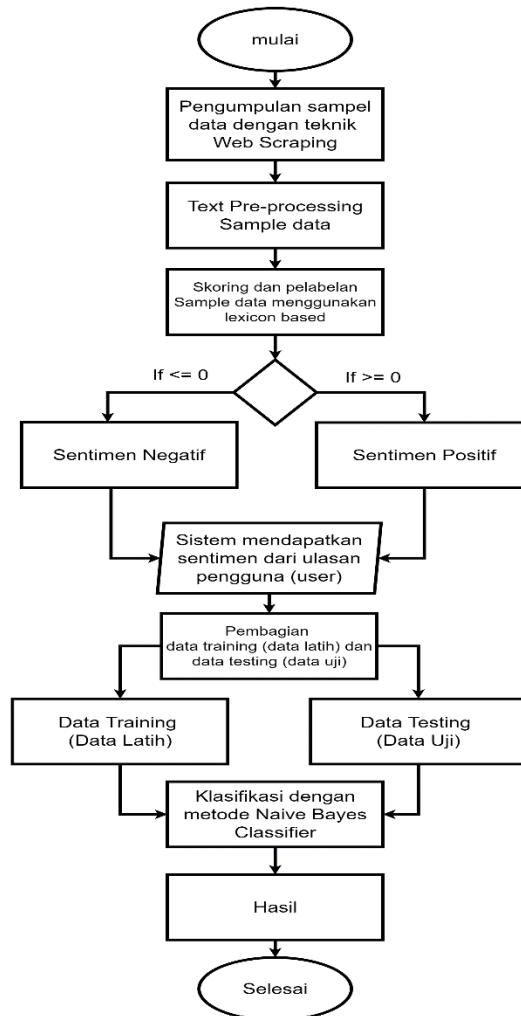 mulai
Pengumpulan sampel
data dengan teknik
Web Scraping
Text Pre-processing
Sample data
Skoring dan pelabelan
Sample data menggunakan
lexicon based
If <= 0
If >= 0
Sentimen Negatif
Sentimen Positif
Sistem mendapatkan
sentimen dari ulasan
pengguna (user)
Pembagian
data training (data latih) dan
data testing (data uji)
Data Training
(Data Latih)
Data Testing
(Data Uji)
Klasifikasi dengan
metode Naive Bayes
Classifier
Hasil
Selesai